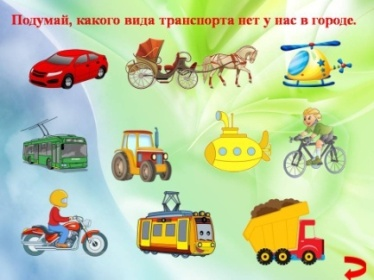 Подумай, какого вида транспорта нет у нас в городе.